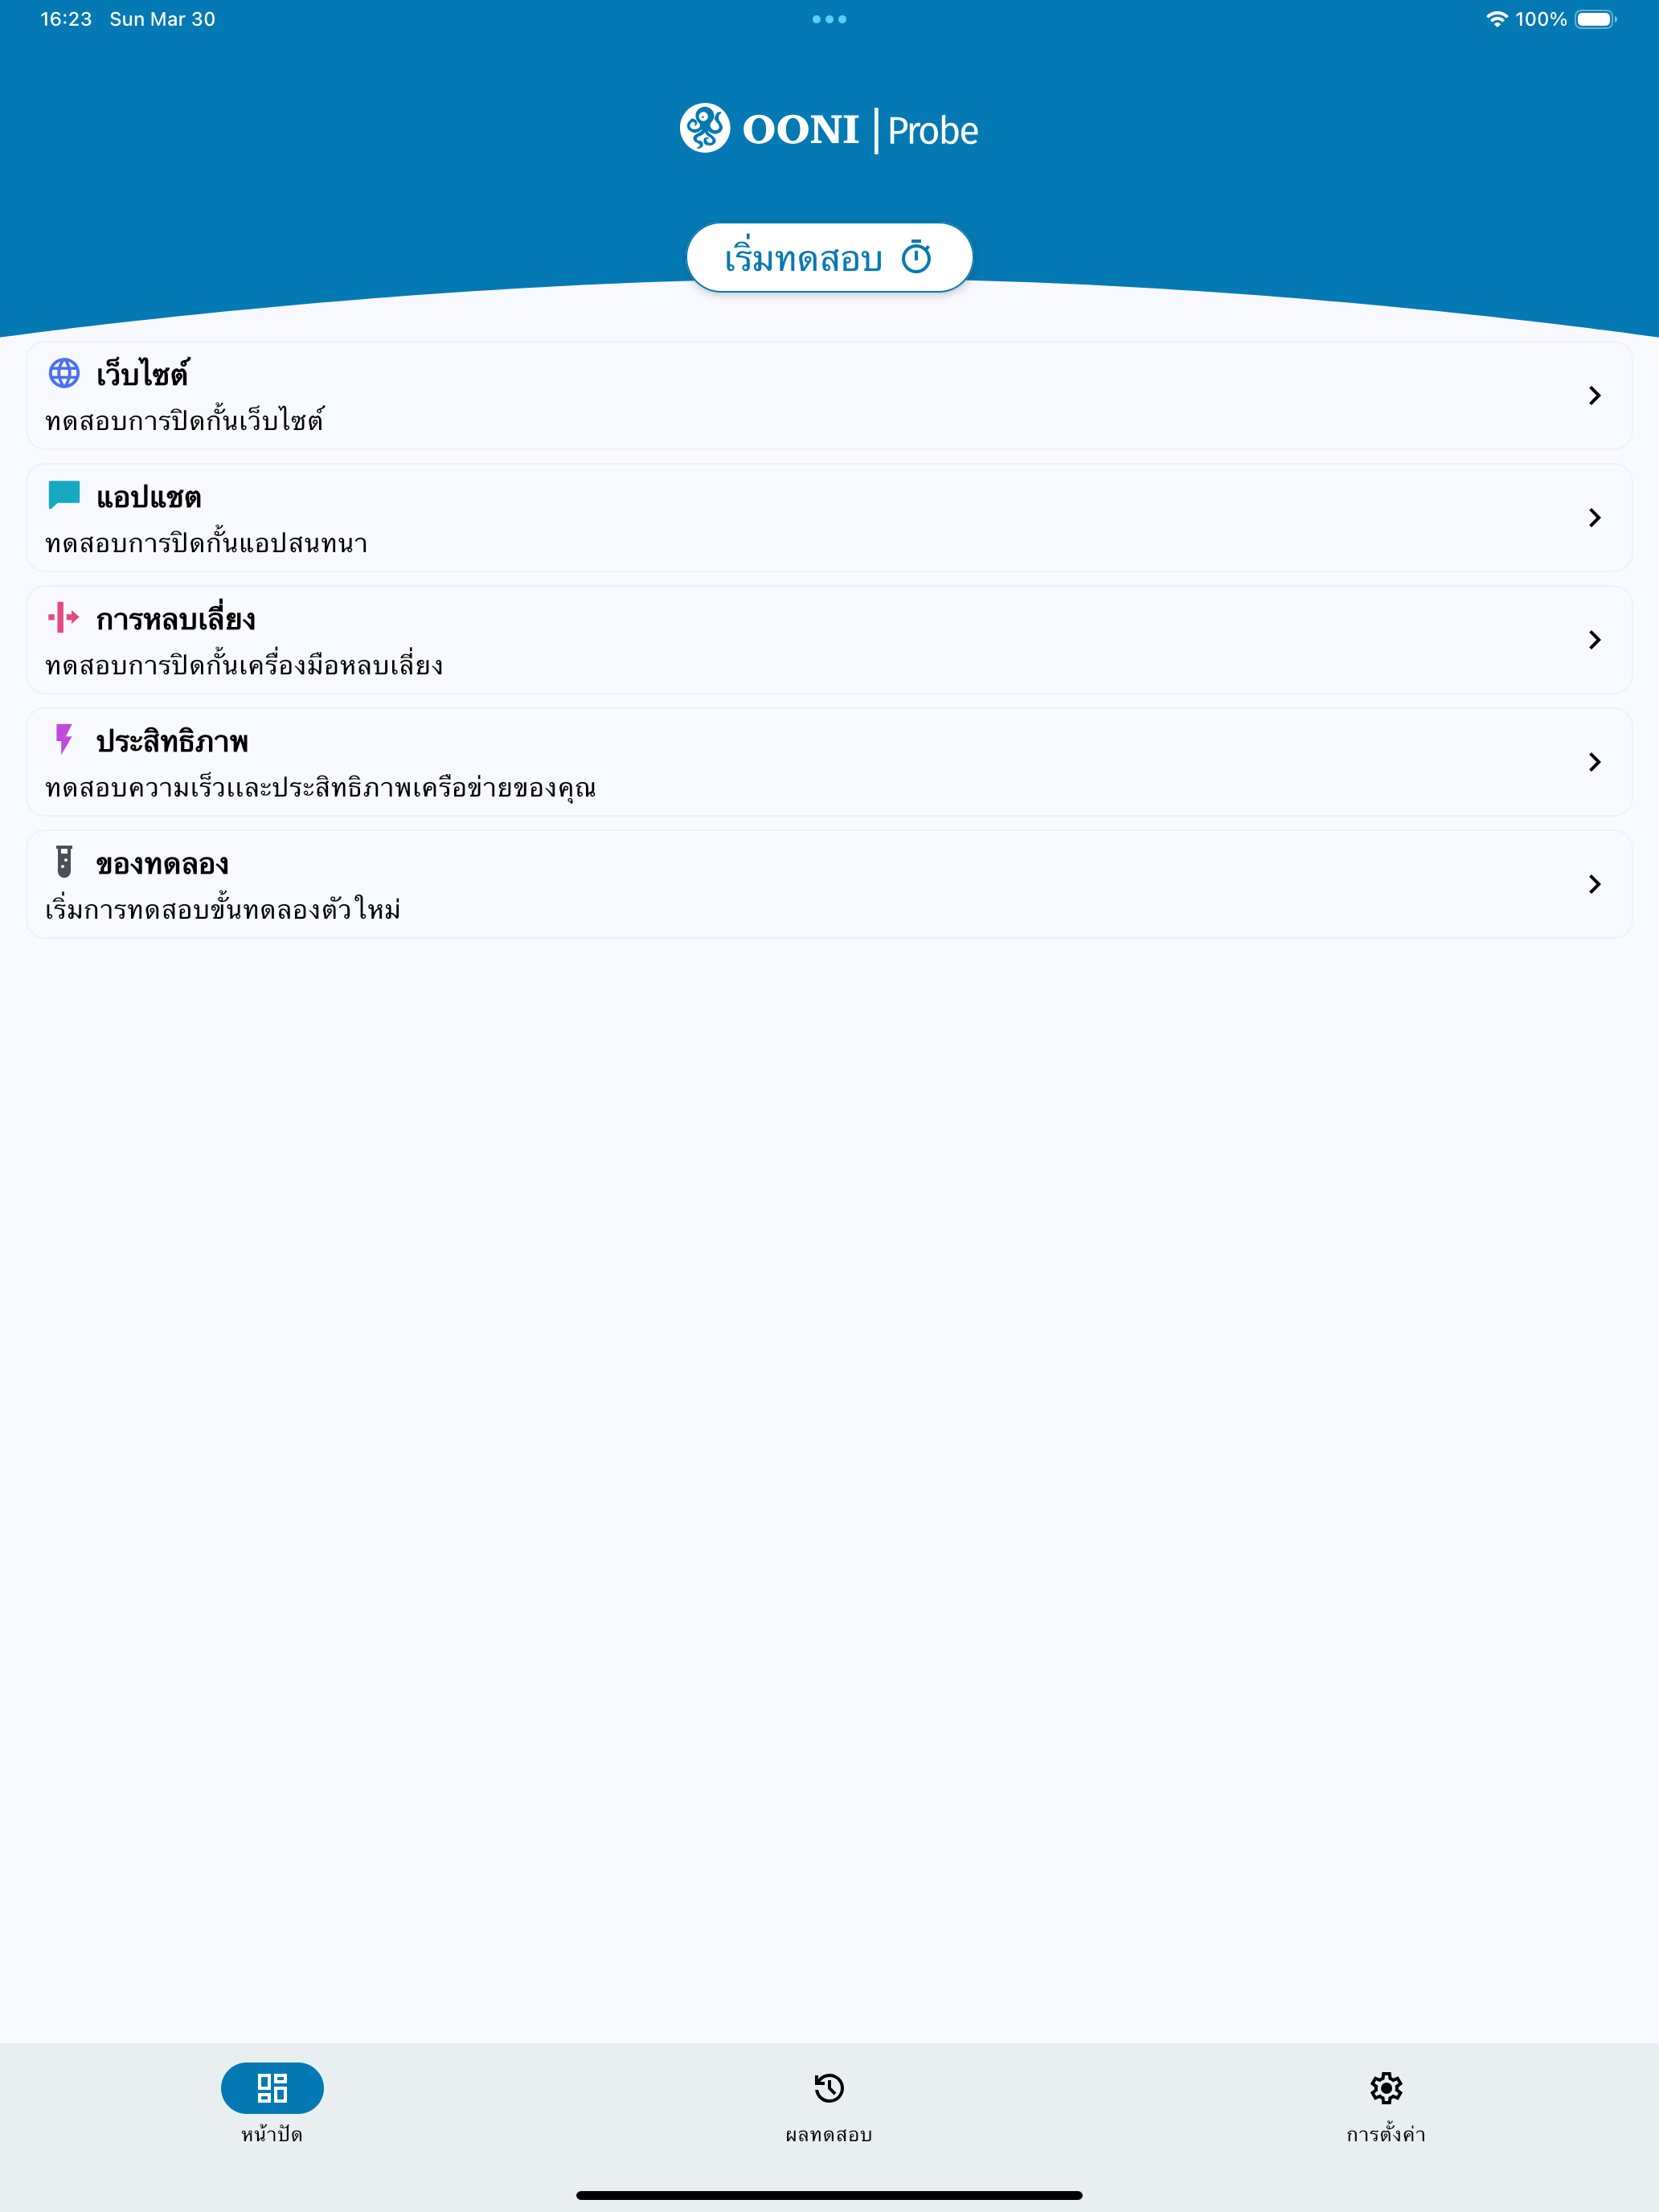 16:23 Sun Mar 30
100%
OONI | Probe
เริ่มทดสอบ
เว็บไซต์
ทดสอบการปิดกั้นเว็บไซต์
แอปแชต
ทดสอบการปิดกั้นแอปสนทนา
การหลบเลี่ยง
ทดสอบการปิดกั้นเครื่องมือหลบเลี่ยง
ประสิทธิภาพ
ทดสอบความเร็วและประสิทธิภาพเครือข่ายของคุณ
ของทดลอง
เริ่มการทดสอบขั้นทดลองตัวใหม่
หน้าปัด
ผลทดสอบ
การตั้งค่า